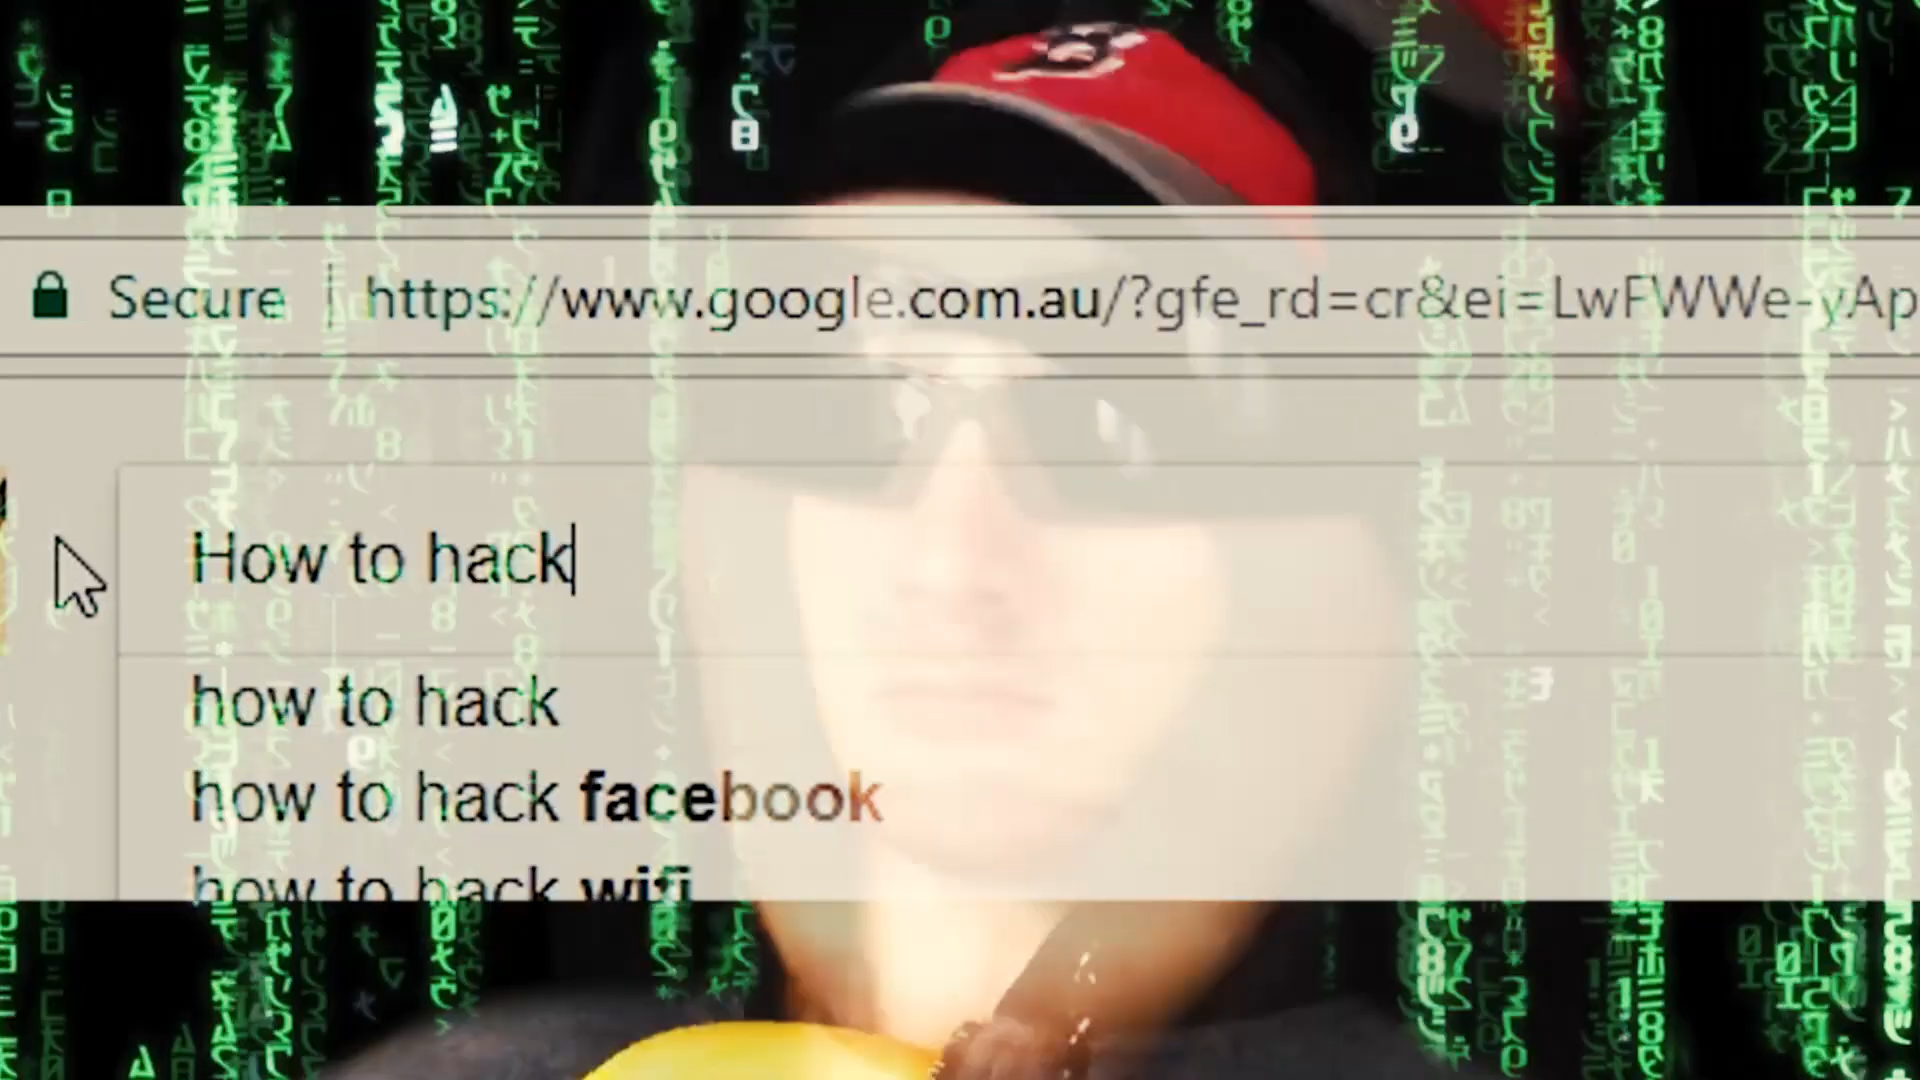 Secure | https://www.google.com.au/?gfe_rd=cr&ei=LwFWWe-yAp
How to hack
how to hack
how to hack facebook
how to hack wifi